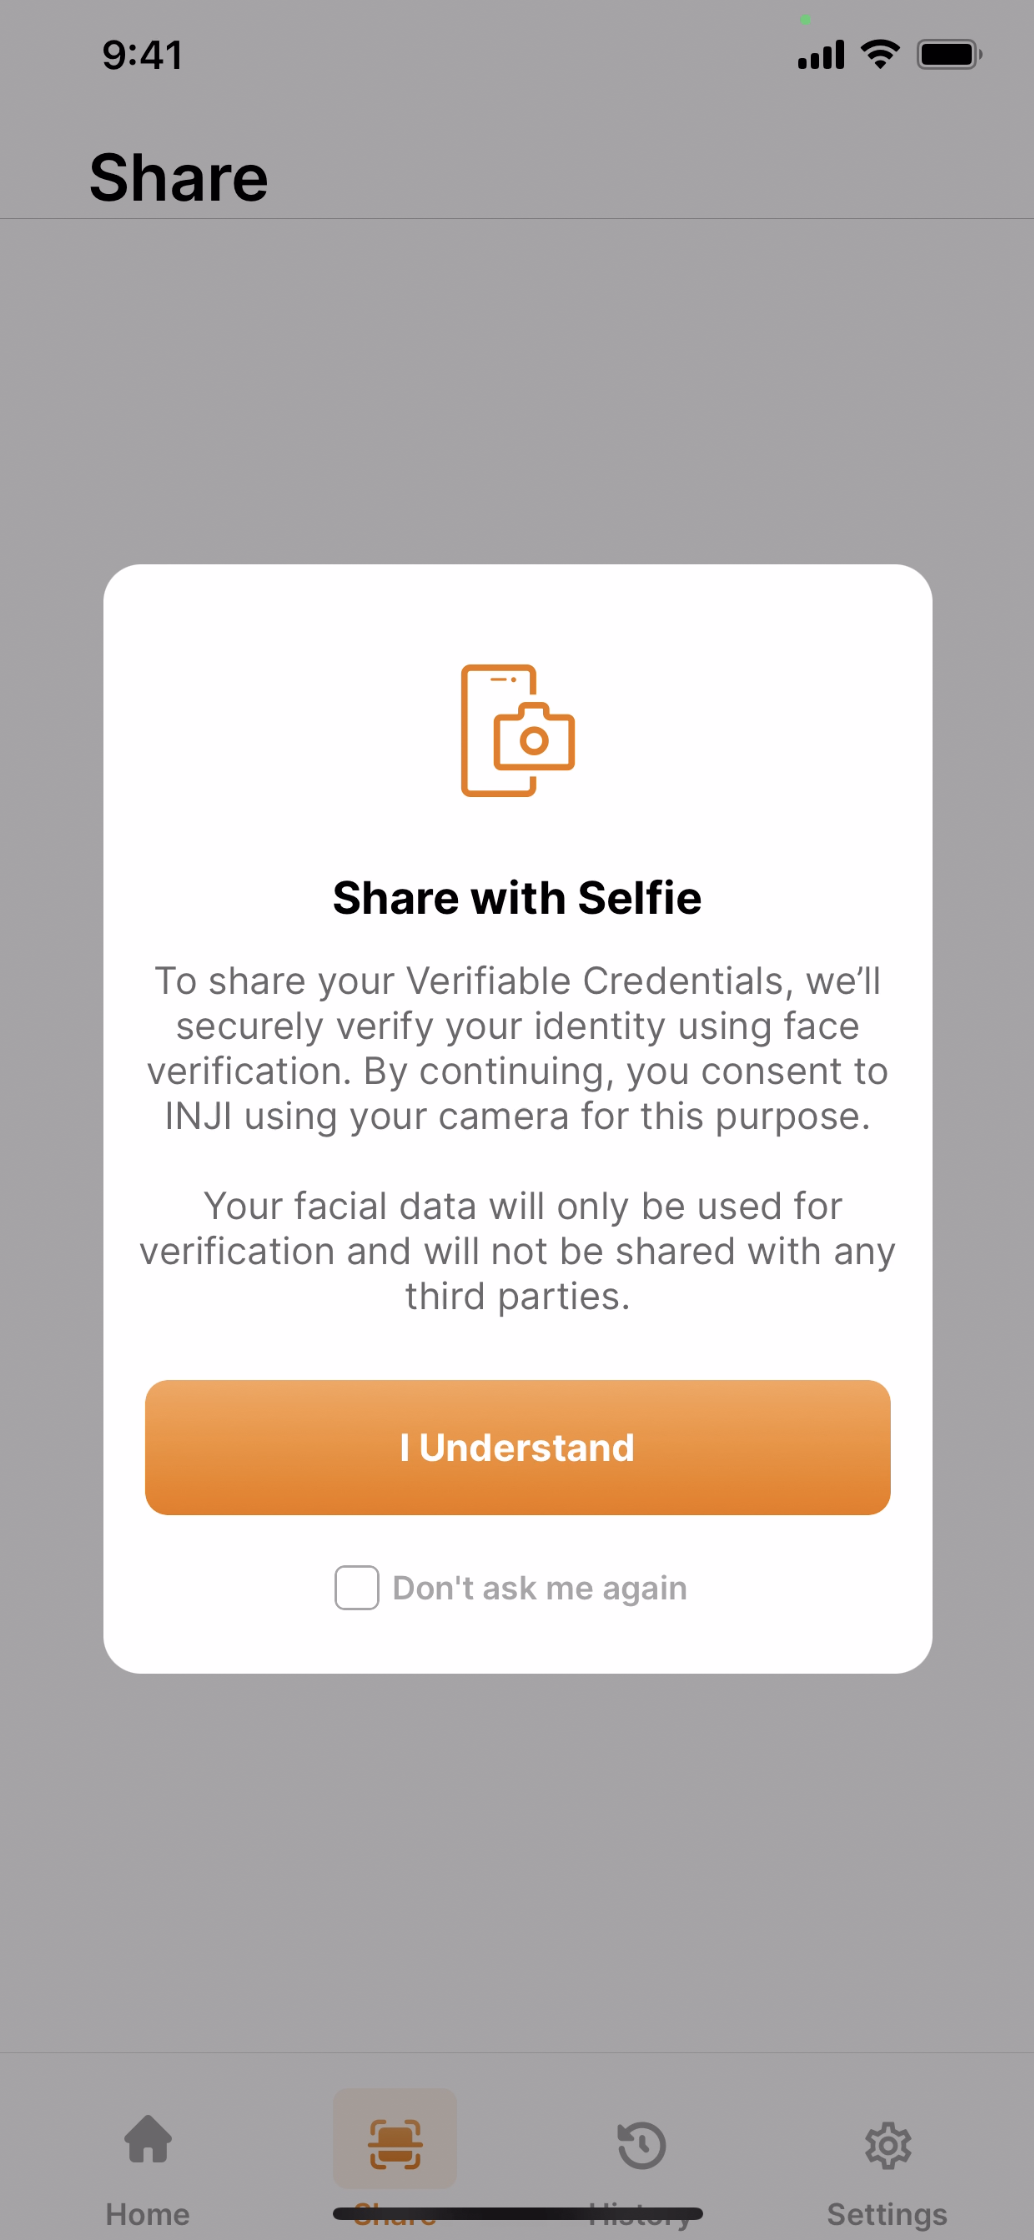 9:41
Share
Share with Selfie
To share your Verifiable Credentials, we’ll
securely verify your identity using face
verification. By continuing, you consent to
INJI using your camera for this purpose.
Your facial data will only be used for
verification and will not be shared with any
third parties.
I Understand
Don't ask me again
Home
Share
History
Settings